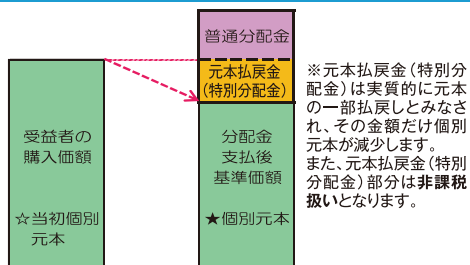 普通分配金
元本払戻金
(特別分配金)
受益者の
購入価額
☆当初個別
元本
分配金
支払後
基準価額
★個別元本
※元本払戻金(特別分
配金)は実質的に元本
の一部払戻しとみなさ
れ、その金額だけ個別
元本が減少します。
また、元本払戻金(特別
分配金)部分は非課税
扱いとなります。